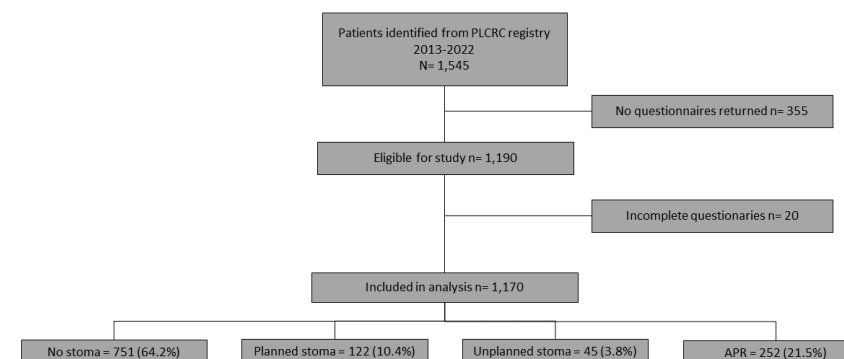 Patients identified from PLCRC registry
2013-2022
N= 1,545
No questionnaires returned n= 355
Eligible for study n= 1,190
Incomplete questionaries n= 20
Included in analysis n= 1,170
No stoma = 751 (64.2%)
Planned stoma = 122 (10.4%)
Unplanned stoma = 45 (3.8%)
APR = 252 (21.5%)